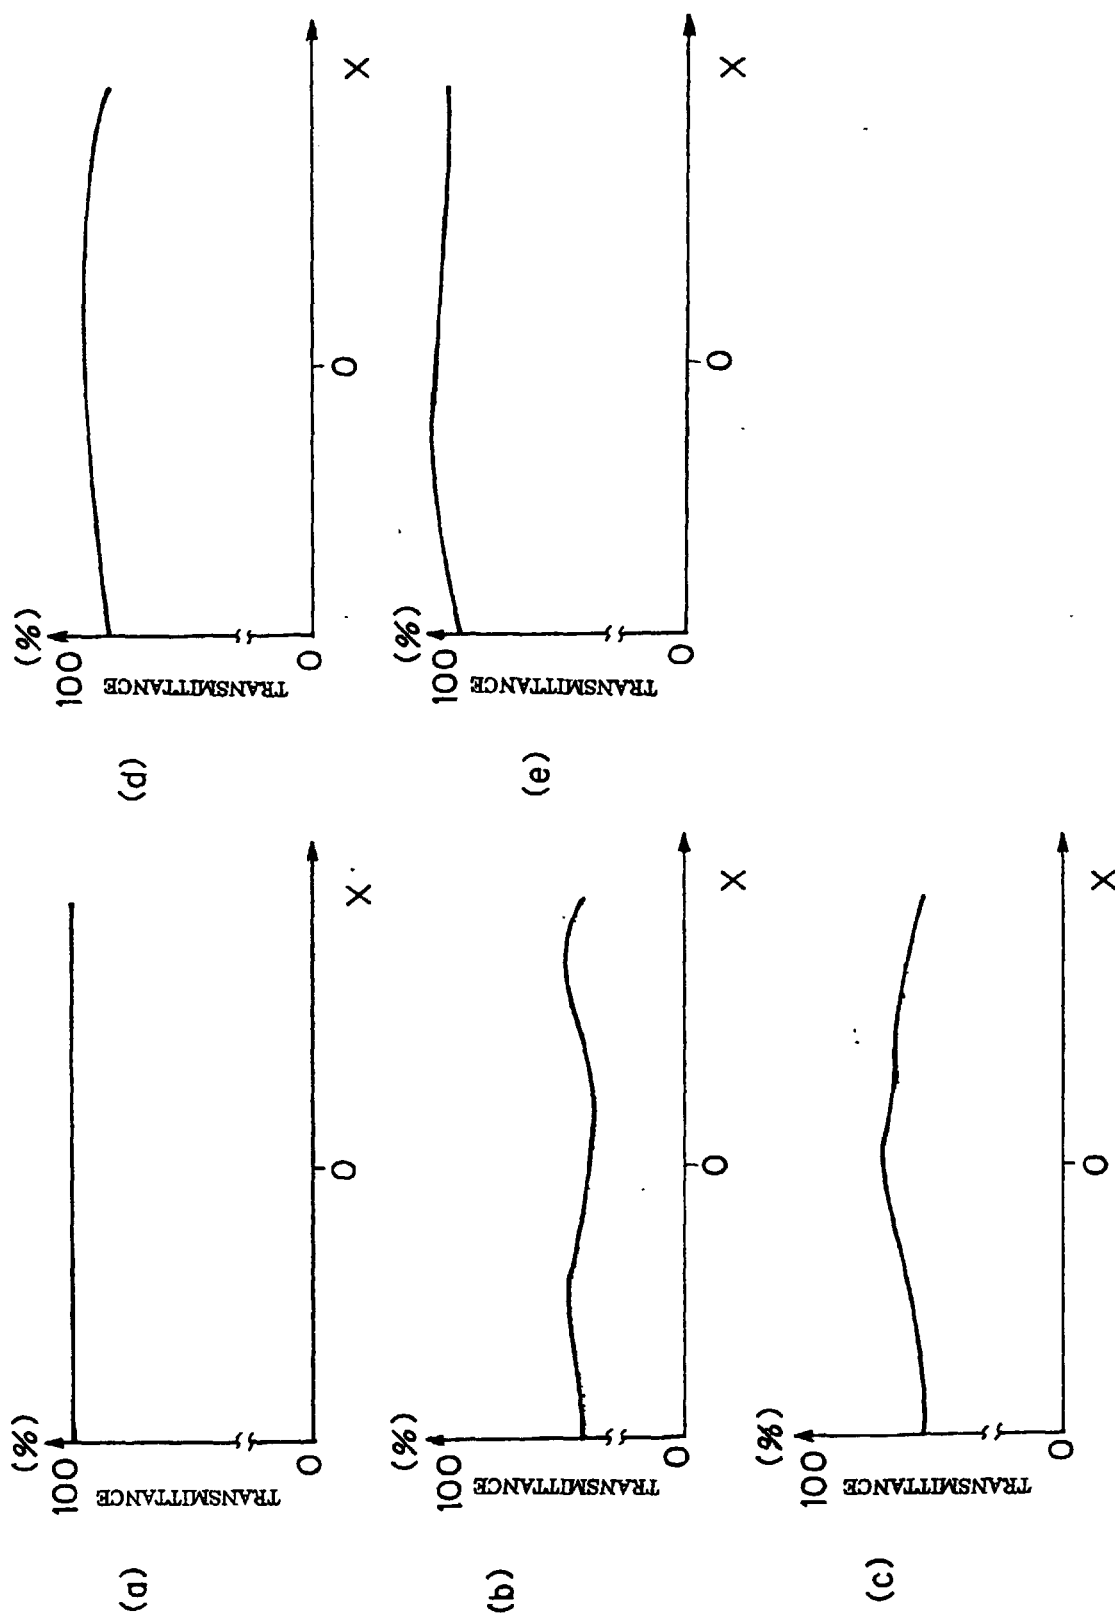 (a)
(%)
100
TRANSMITTANCE
0
0
X
(b)
(%)
100
TRANSMITTANCE
0
0
X
(c)
(%)
100
TRANSMITTANCE
0
0
X
(d)
(%)
100
TRANSMITTANCE
0
0
X
(e)
(%)
100
TRANSMITTANCE
0
0
X